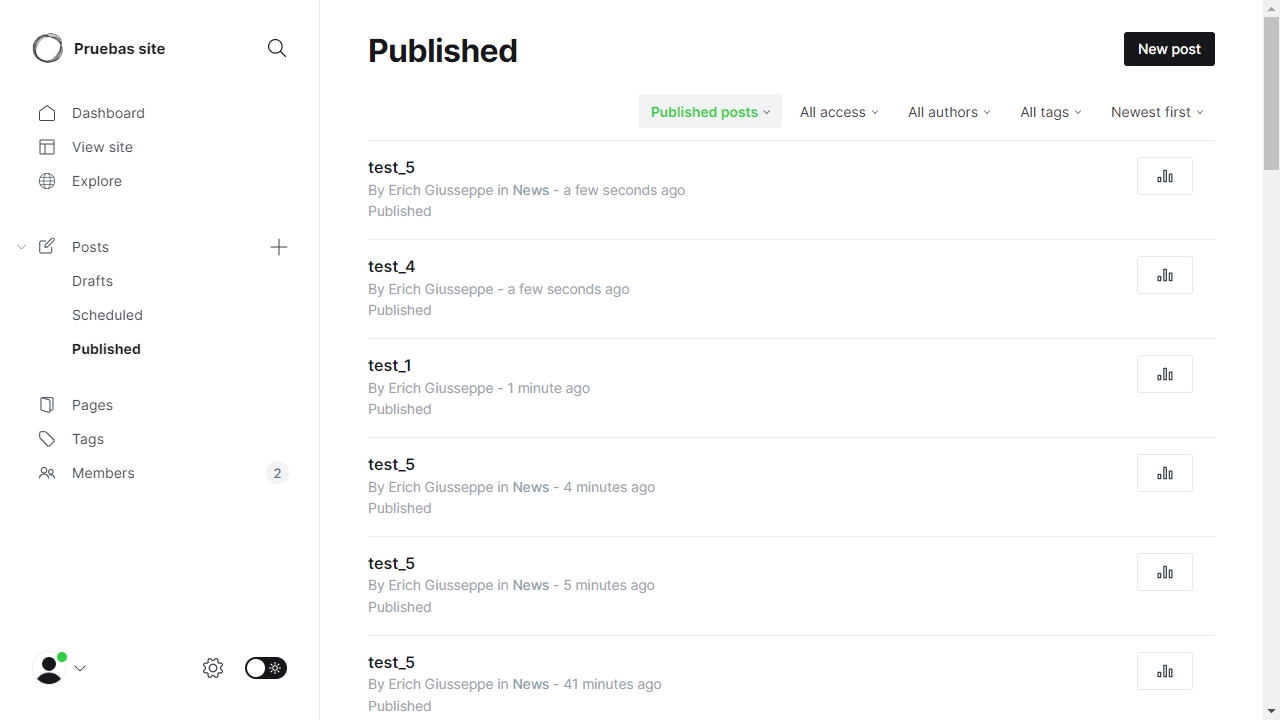 Pruebas site
Dashboard
View site
Explore
Posts
Drafts
Scheduled
Published
Pages
Tags
Members 2
Published
New post
Published posts All access All authors All tags Newest first
test_5
By Erich Giusseppe in News - a few seconds ago
Published
test_4
By Erich Giusseppe - a few seconds ago
Published
test_1
By Erich Giusseppe - 1 minute ago
Published
test_5
By Erich Giusseppe in News - 4 minutes ago
Published
test_5
By Erich Giusseppe in News - 5 minutes ago
Published
test_5
By Erich Giusseppe in News - 41 minutes ago
Published